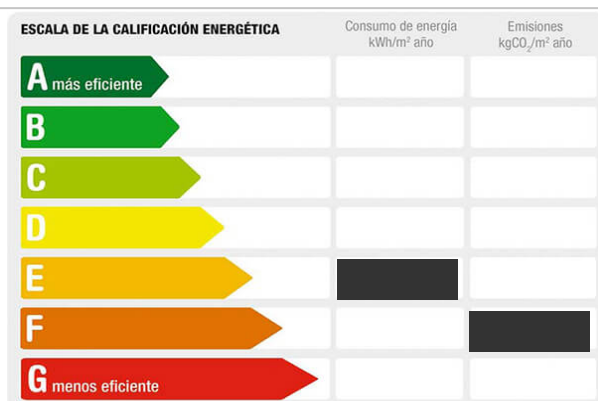 ESCALA DE LA CALIFICACIÓN ENERGÉTICA
Consumo de energía
kWh/m² año
Emisiones
kgCO₂/m² año
A más eficiente
B
C
D
E
F
G menos eficiente